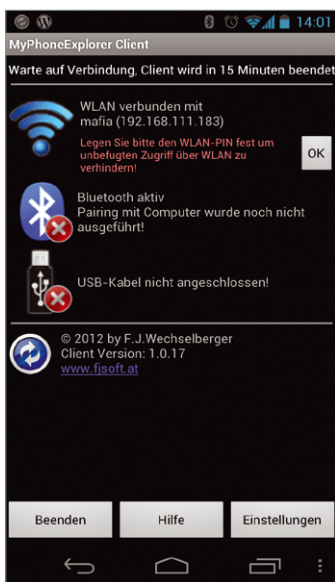 14:01
MyPhoneExplorer Client
Warte auf Verbindung, Client wird in 15 Minuten beendet
WLAN verbunden mit
mafia (192.168.111.183)
Legen Sie bitte den WLAN-PIN fest um
unbefugten Zugriff über WLAN zu
verhindern!
OK
Bluetooth aktiv
Pairing mit Computer wurde noch nicht
ausgeführt!
USB-Kabel nicht angeschlossen!
© 2012 by F.J.Wechselberger
Client Version: 1.0.17
www.fjsoft.at
Beenden
Hilfe
Einstellungen